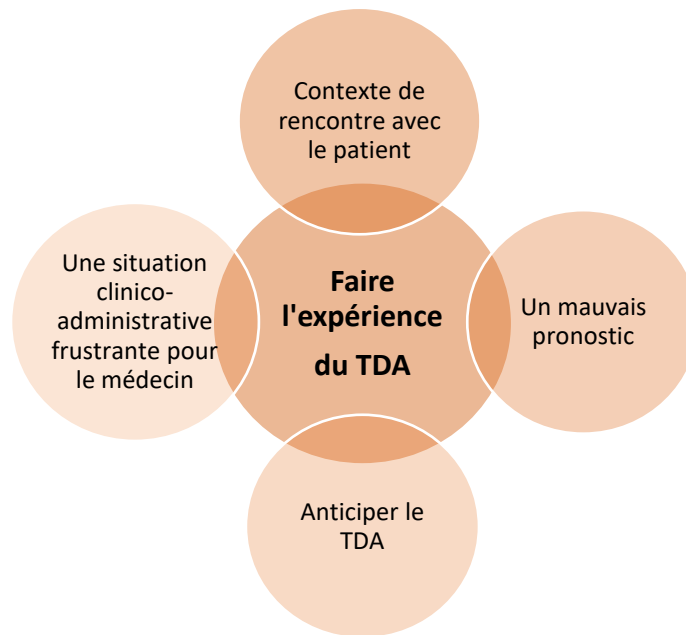 Contexte de
rencontre avec
le patient
Une situation
clinico-
administrative
frustrante pour
le médecin
Faire
l'expérience
du TDA
Un mauvais
pronostic
Anticiper le
TDA